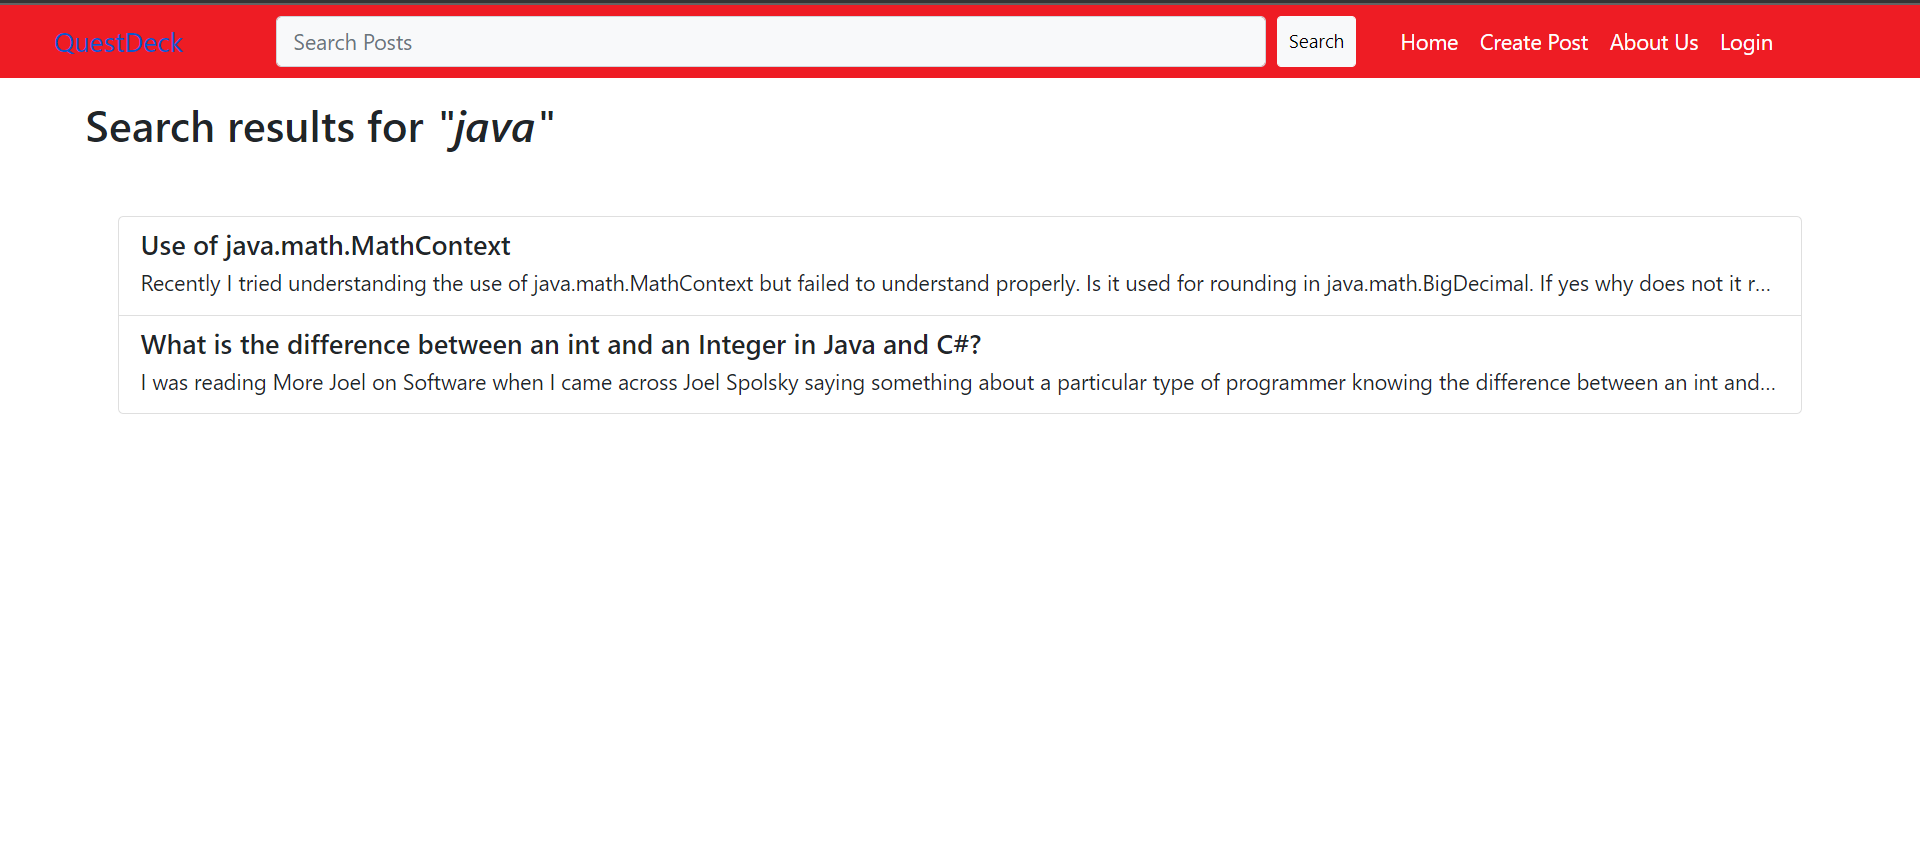 QuestDeck
Search Posts
Search
Home
Create Post
About Us
Login
Search results for "java"
Use of java.math.MathContext
Recently I tried understanding the use of java.math.MathContext but failed to understand properly. Is it used for rounding in java.math.BigDecimal. If yes why does not it r...
What is the difference between an int and an Integer in Java and C#?
I was reading More Joel on Software when I came across Joel Spolsky saying something about a particular type of programmer knowing the difference between an int and...